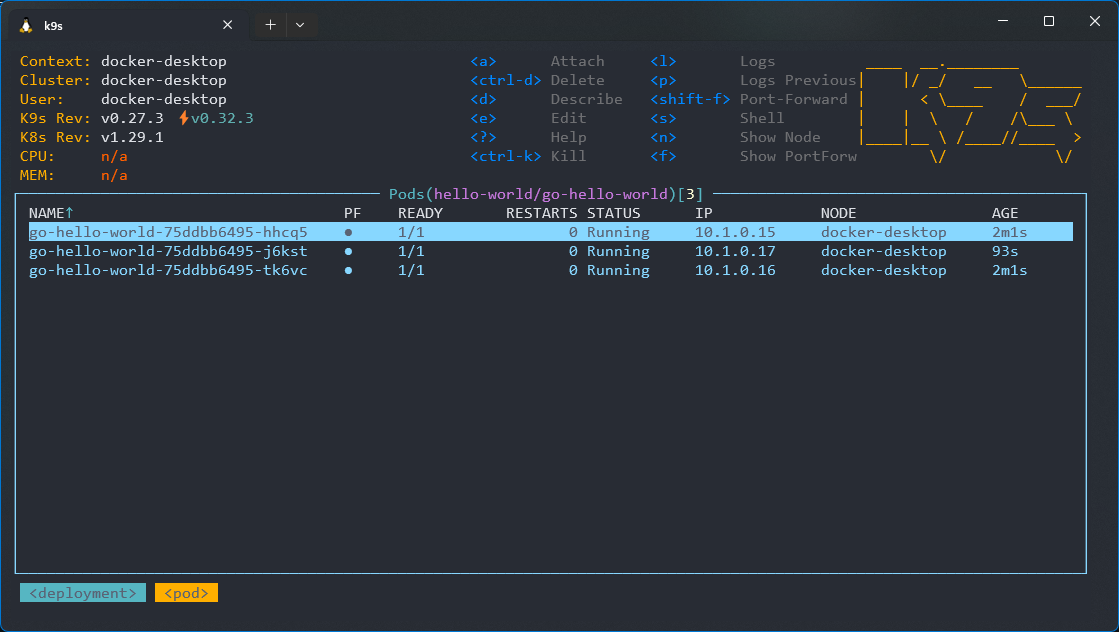 k9s
Context: docker-desktop <a> Attach <l> Logs
Cluster: docker-desktop <ctrl-d> Delete <p> Logs Previous
User: docker-desktop <d> Describe <shift-f> Port-Forward
K9s Rev: v0.27.3 ⚡v0.32.3 <e> Edit <s> Shell
K8s Rev: v1.29.1 <?> Help <n> Show Node
CPU: n/a <ctrl-k> Kill <f> Show PortForw
MEM: n/a
Pods(hello-world/go-hello-world)[3]
NAME↑ PF READY RESTARTS STATUS IP NODE AGE
go-hello-world-75ddbb6495-hhcq5 ● 1/1 0 Running 10.1.0.15 docker-desktop 2m1s
go-hello-world-75ddbb6495-j6kst ● 1/1 0 Running 10.1.0.17 docker-desktop 93s
go-hello-world-75ddbb6495-tk6vc ● 1/1 0 Running 10.1.0.16 docker-desktop 2m1s
<deployment> <pod>